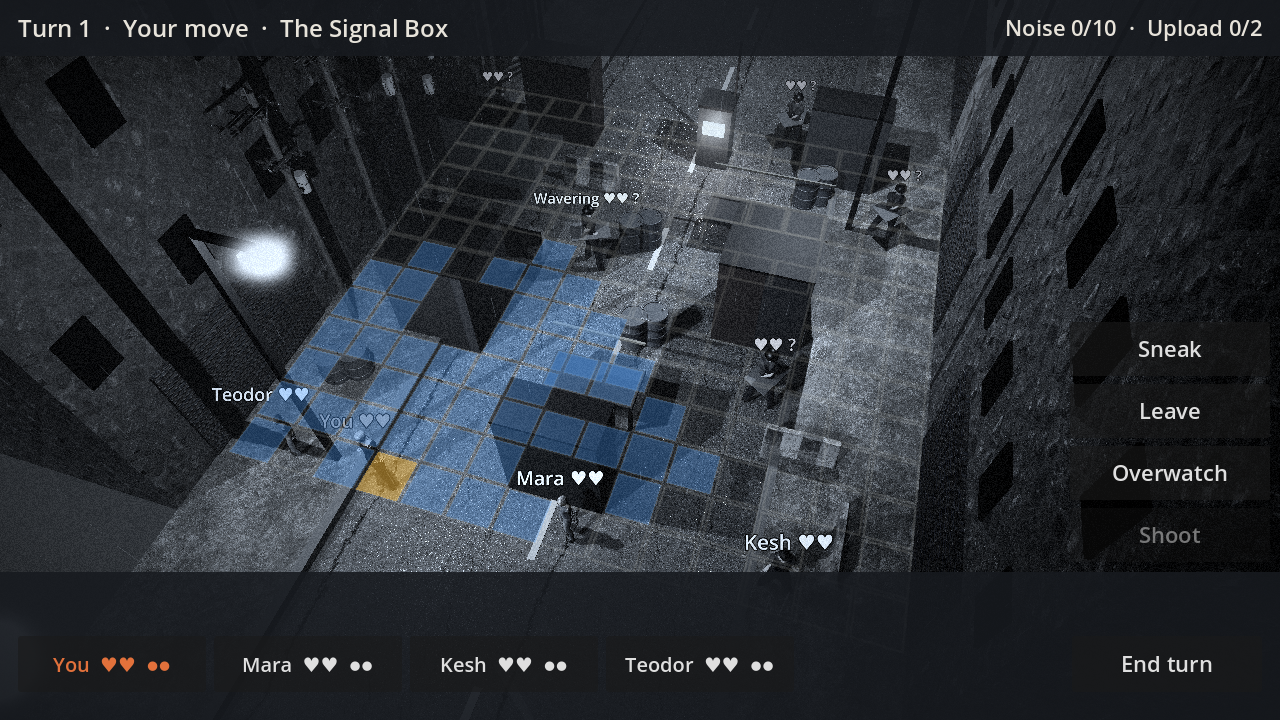 Turn 1 · Your move · The Signal Box
Noise 0/10 · Upload 0/2
♥♥ ?
♥♥ ?
♥♥ ?
Wavering ♥♥ ?
♥♥ ?
Sneak
Teodor ♥♥
You ♥♥
Leave
Overwatch
Mara ♥♥
Shoot
Kesh ♥♥
You ♥♥ ●●
Mara ♥♥ ●●
Kesh ♥♥ ●●
Teodor ♥♥ ●●
End turn